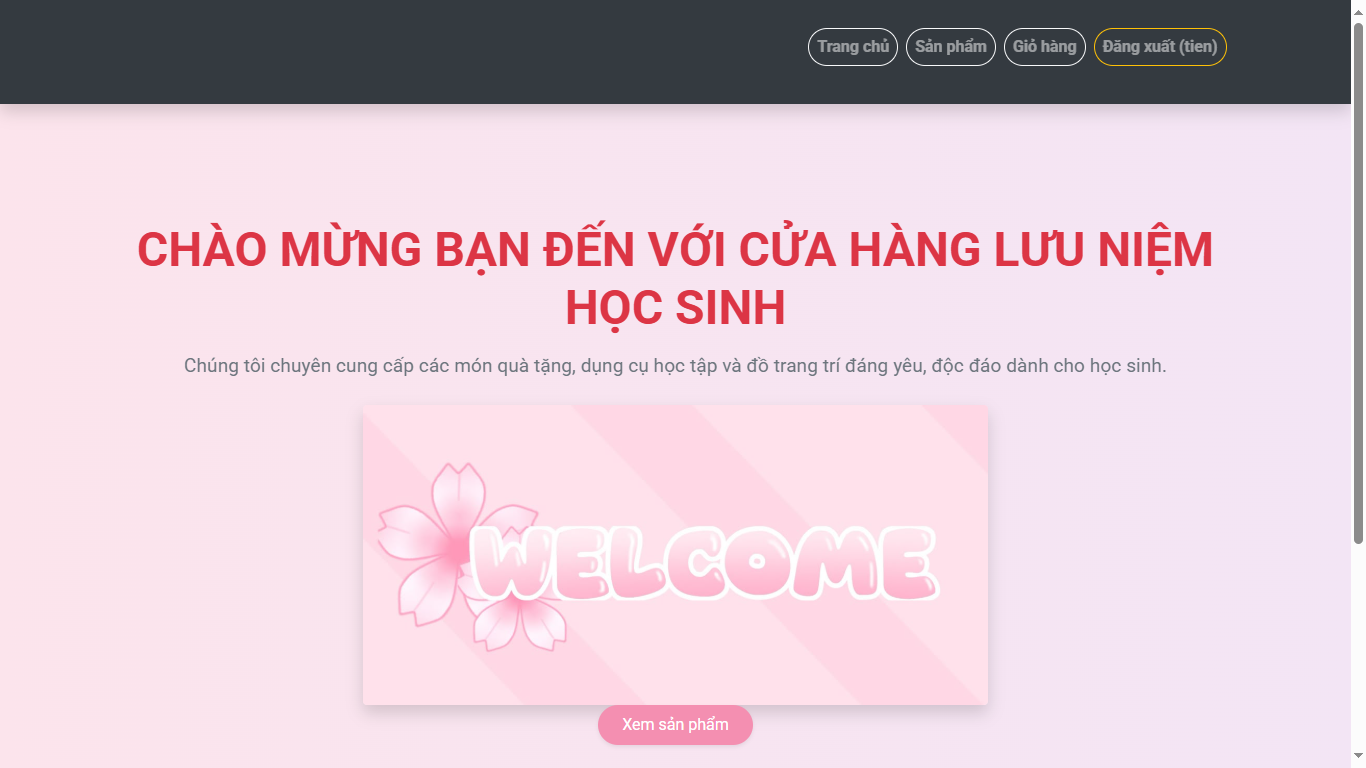 Trang chủ
Sản phẩm
Giỏ hàng
Đăng xuất (tien)
CHÀO MỪNG BẠN ĐẾN VỚI CỬA HÀNG LƯU NIỆM
HỌC SINH
Chúng tôi chuyên cung cấp các món quà tặng, dụng cụ học tập và đồ trang trí đáng yêu, độc đáo dành cho học sinh.
WELCOME
Xem sản phẩm